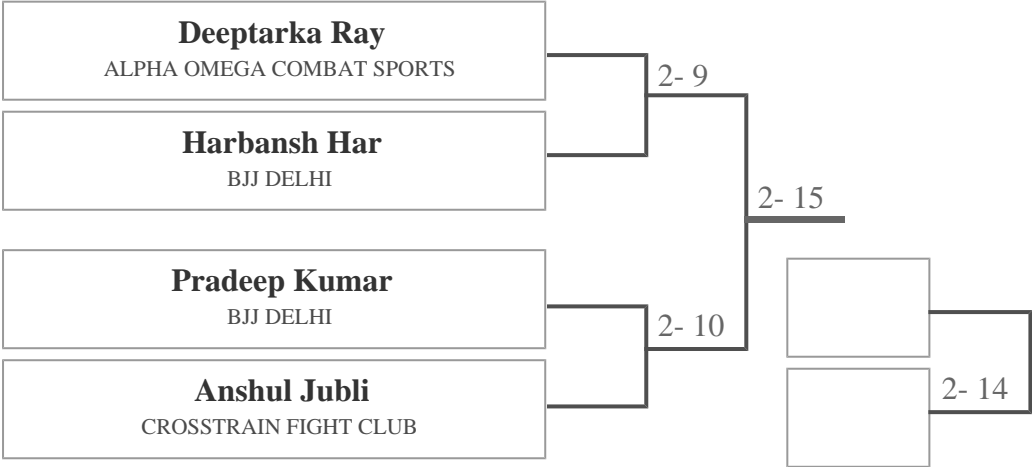 Deeptarka Ray
ALPHA OMEGA COMBAT SPORTS
2- 9
Harbansh Har
BJJ DELHI
2- 15
Pradeep Kumar
BJJ DELHI
2- 10
Anshul Jubli
CROSSTRAIN FIGHT CLUB
2- 14